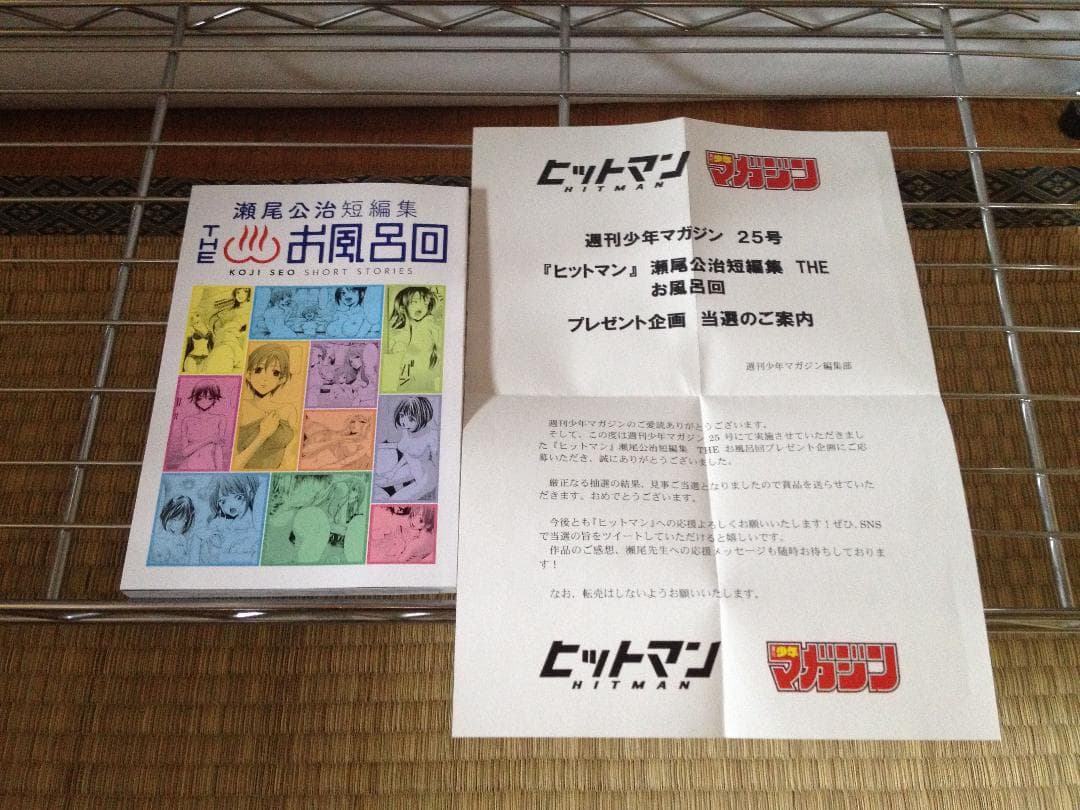 瀬尾公治短編集
THE お風呂回
KOJI SEO SHORT STORIES
ヒットマン
HITMAN
週刊少年マガジン
週刊少年マガジン 25号
『ヒットマン』 瀬尾公治短編集 THE
お風呂回
プレゼント企画 当選のご案内
週刊少年マガジン編集部
週刊少年マガジンのご愛読ありがとうございます。
そして、この度は週刊少年マガジン 25 号にて実施させていただきまし
た『ヒットマン』瀬尾公治短編集 THE お風呂回プレゼント企画にご応
募いただき、誠にありがとうございました。
厳正なる抽選の結果、見事ご当選となりましたので賞品を送らせていた
だきます。おめでとうございます。
今後とも『ヒットマン』への応援よろしくお願いいたします！ぜひ、SNS
で当選の旨をツイートしていただけると嬉しいです。
作品のご感想、瀬尾先生への応援メッセージも随時お待ちしておりま
す！
なお、転売はしないようお願いいたします。
ヒットマン
HITMAN
週刊少年マガジン